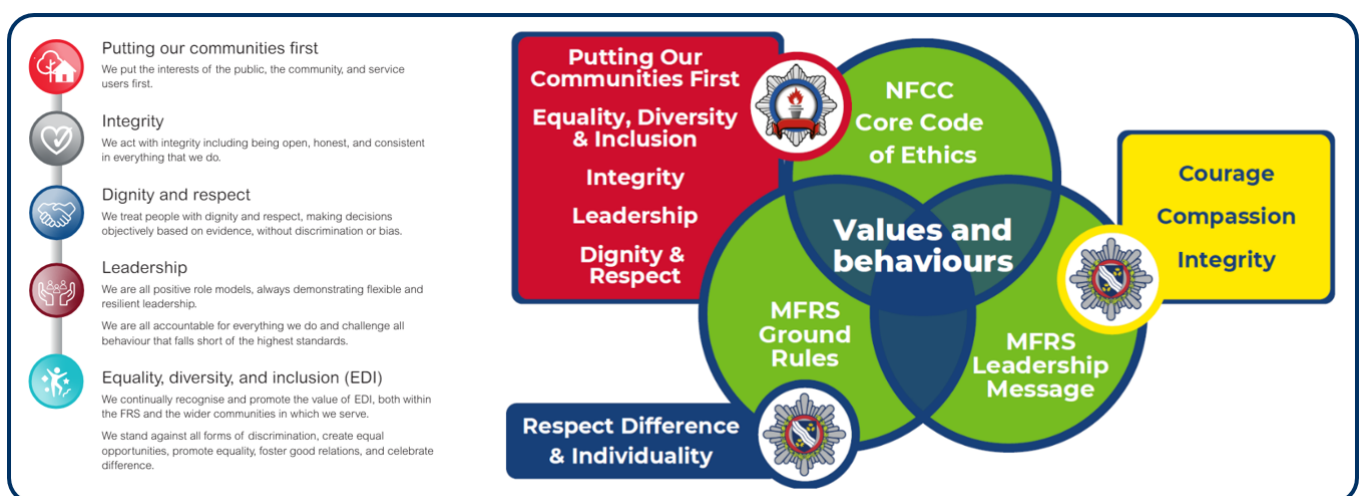 Putting our communities first
We put the interests of the public, the community, and service
users first.
Integrity
We act with integrity including being open, honest, and consistent
in everything that we do.
Dignity and respect
We treat people with dignity and respect, making decisions
objectively based on evidence, without discrimination or bias.
Leadership
We are all positive role models, always demonstrating flexible and
resilient leadership.
We are all accountable for everything we do and challenge all
behaviour that falls short of the highest standards.
Equality, diversity, and inclusion (EDI)
We continually recognise and promote the value of EDI, both within
the FRS and the wider communities in which we serve.
We stand against all forms of discrimination, create equal
opportunities, promote equality, foster good relations, and celebrate
difference.
Putting Our
Communities First
Equality, Diversity
& Inclusion
Integrity
Leadership
Dignity &
Respect
NFCC
Core Code
of Ethics
Values and
behaviours
MFRS
Ground
Rules
MFRS
Leadership
Message
Courage
Compassion
Integrity
Respect Difference
& Individuality